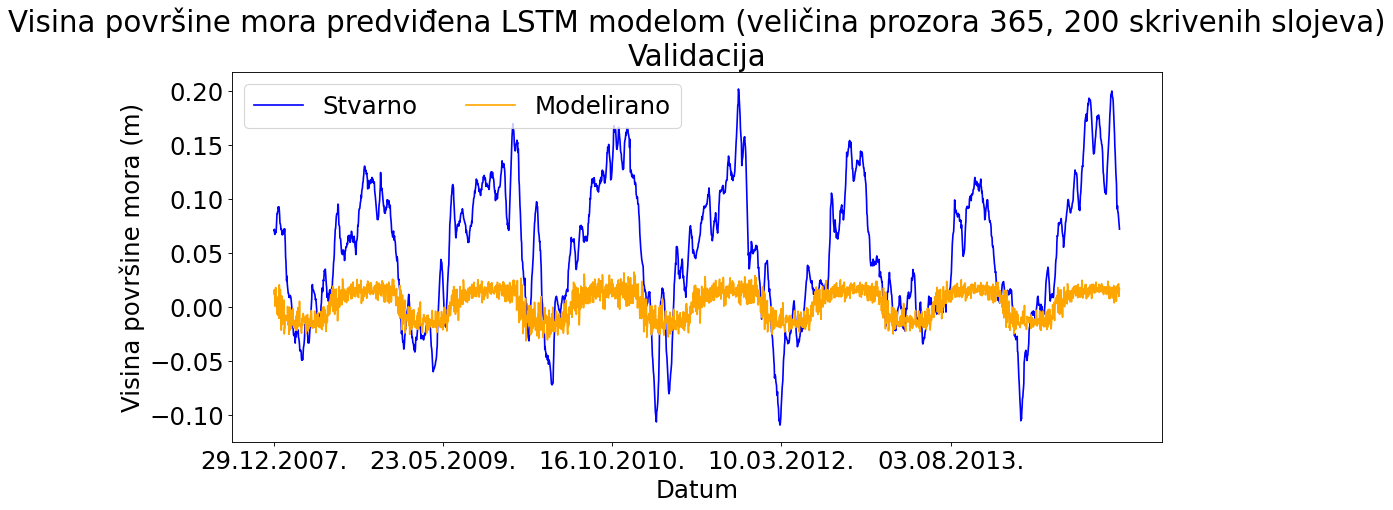 Visina površine mora predviđena LSTM modelom (veličina prozora 365, 200 skrivenih slojeva)
Validacija
Stvarno
Modelirano
Visina površine mora (m)
0.20
0.15
0.10
0.05
0.00
−0.05
−0.10
29.12.2007.
23.05.2009.
16.10.2010.
10.03.2012.
03.08.2013.
Datum